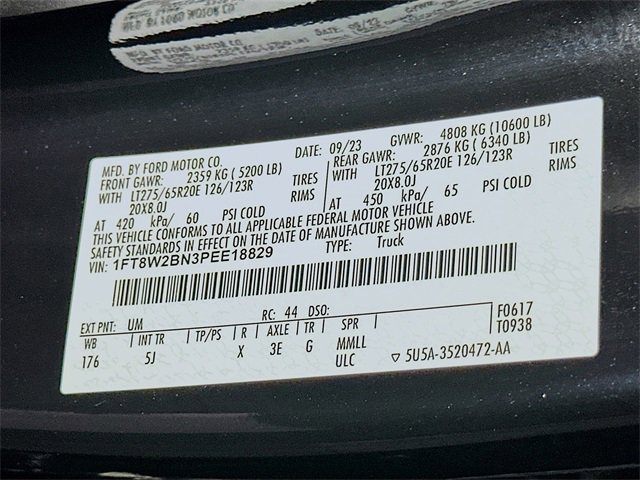 MFD. BY FORD MOTOR CO.
MFD. BY FORD MOTOR CO. DATE: 09/23 GVWR: 4808 KG (10600 LB)
FRONT GAWR: 2359 KG ( 5200 LB) REAR GAWR: 2876 KG ( 6340 LB)
WITH LT275/65R20E 126/123R TIRES WITH LT275/65R20E 126/123R TIRES
20X8.0J RIMS 20X8.0J RIMS
AT 420 kPa/ 60 PSI COLD AT 450 kPa/ 65 PSI COLD
THIS VEHICLE CONFORMS TO ALL APPLICABLE FEDERAL MOTOR VEHICLE
SAFETY STANDARDS IN EFFECT ON THE DATE OF MANUFACTURE SHOWN ABOVE.
VIN: 1FT8W2BN3PEE18829 TYPE: Truck
EXT PNT: UM RC: 44 DSO: F0617
WB INT TR TP/PS R AXLE TR SPR T0938
176 5J X 3E G MMLL
ULC ▽ 5U5A-3520472-AA